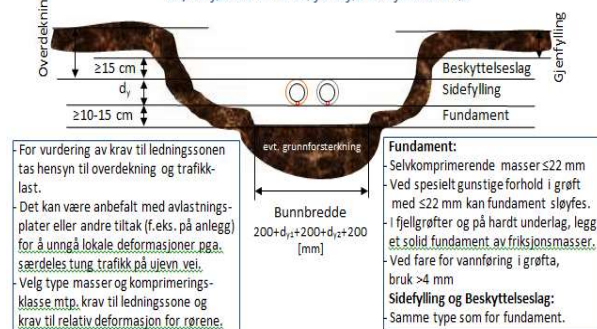 Overdekning
Gjenfylling
≥15 cm
Beskyttelseslag
dy
Sidefylling
≥10-15 cm
Fundament
evt. grunnforsterkning
Bunnbredde
200+dy1+200+dy2+200
[mm]
- For vurdering av krav til ledningssonen
tas hensyn til overdekning og trafikk-
last.
- Det kan være anbefalt med avlastnings-
plater eller andre tiltak (f.eks. på anlegg)
for å unngå lokale deformasjoner pga.
særdeles tung trafikk på ujevn vei.
- Velg type masser og komprimerings-
klasse mtp. krav til ledningssone og
krav til relativ deformasjon for rørene.
Fundament:
- Selvkomprimerende masser ≤22 mm
- Ved spesielt gunstige forhold i grøft
med ≤22 mm kan fundament sløyfes.
- I fjellgrøfter og på hardt underlag, legg
et solid fundament av friksjonsmasser.
- Ved fare for vannføring i grøfta,
bruk >4 mm
Sidefylling og Beskyttelseslag:
- Samme type som for fundament.